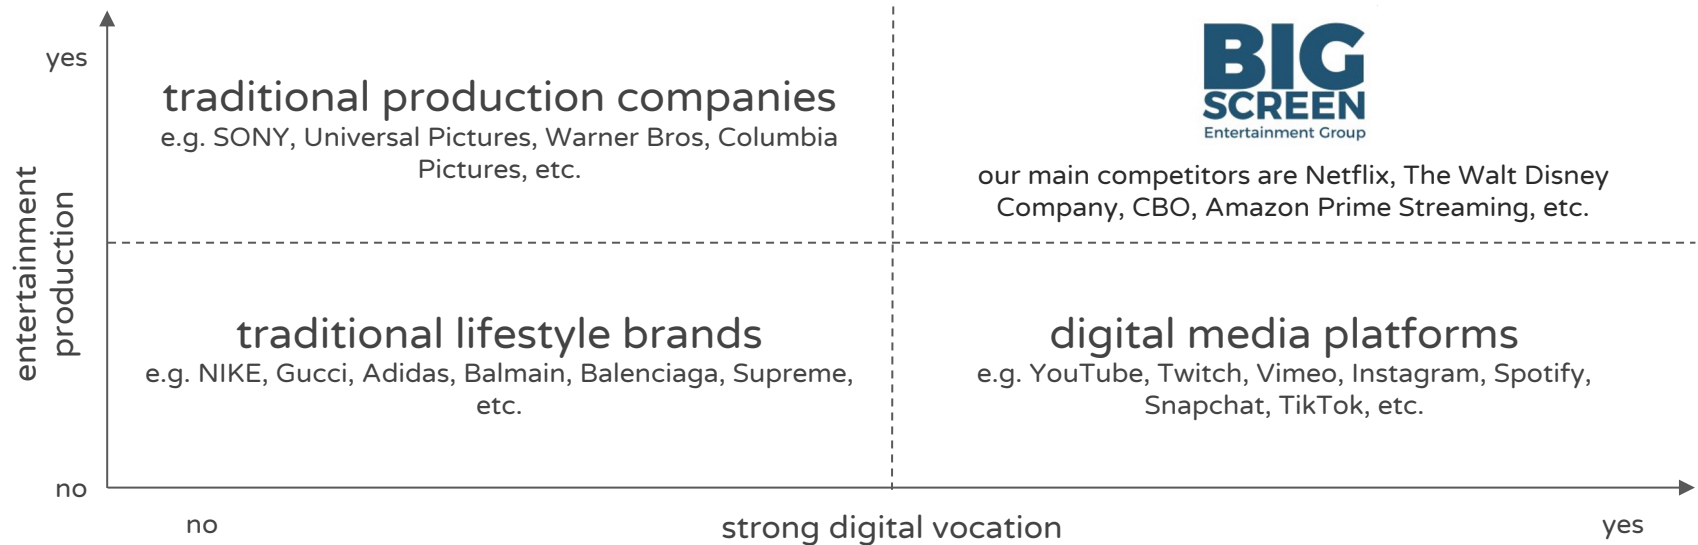 yes
traditional production companies
e.g. SONY, Universal Pictures, Warner Bros, Columbia
Pictures, etc.
BIG
SCREEN
Entertainment Group
our main competitors are Netflix, The Walt Disney
Company, CBO, Amazon Prime Streaming, etc.
entertainment
production
traditional lifestyle brands
e.g. NIKE, Gucci, Adidas, Balmain, Balenciaga, Supreme,
etc.
digital media platforms
e.g. YouTube, Twitch, Vimeo, Instagram, Spotify,
Snapchat, TikTok, etc.
no
no
strong digital vocation
yes